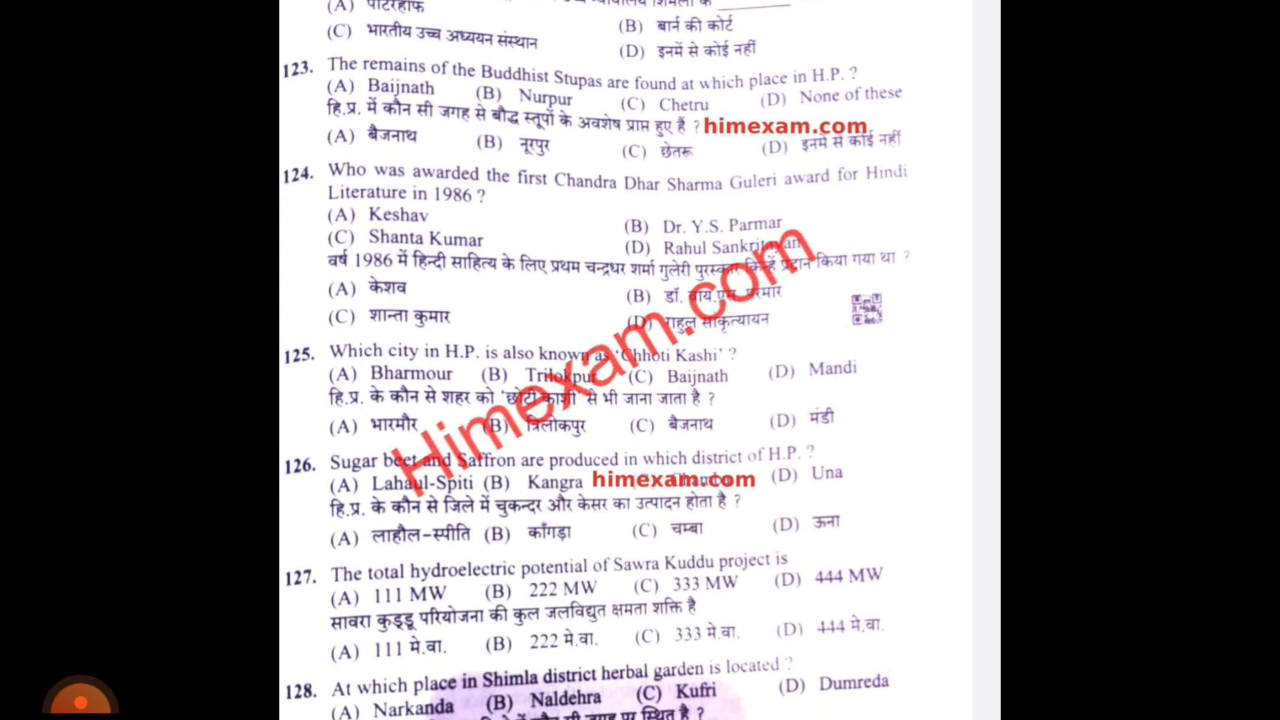 (A) पीटरहॉफ
(B) बार्न की कोर्ट
(C) भारतीय उच्च अध्ययन संस्थान
(D) इनमें से कोई नहीं
123. The remains of the Buddhist Stupas are found at which place in H.P. ?
(A) Baijnath (B) Nurpur (C) Chetru (D) None of these
हि.प्र. में कौन सी जगह से बौद्ध स्तूपों के अवशेष प्राप्त हुए हैं ? himexam.com
(A) बैजनाथ (B) नूरपुर (C) छेतरू (D) इनमें से कोई नहीं
124. Who was awarded the first Chandra Dhar Sharma Guleri award for Hindi
Literature in 1986 ?
(A) Keshav (B) Dr. Y.S. Parmar
(C) Shanta Kumar (D) Rahul Sankrityayan
वर्ष 1986 में हिन्दी साहित्य के लिए प्रथम चन्द्रधर शर्मा गुलेरी पुरस्कार किन्हें प्रदान किया गया था ?
(A) केशव (B) डॉ. वाय.एस. परमार
(C) शान्ता कुमार (D) राहुल सांकृत्यायन
Himexam.com
125. Which city in H.P. is also known as ‘Chhoti Kashi’ ?
(A) Bharmour (B) Trilokpur (C) Baijnath (D) Mandi
हि.प्र. के कौन से शहर को ‘छोटी काशी’ से भी जाना जाता है ?
(A) भारमौर (B) त्रिलोकपुर (C) बैजनाथ (D) मंडी
126. Sugar beet and Saffron are produced in which district of H.P. ?
(A) Lahaul-Spiti (B) Kangra himexam.com (D) Una
हि.प्र. के कौन से जिले में चुकन्दर और केसर का उत्पादन होता है ?
(A) लाहौल-स्पीति (B) काँगड़ा (C) चम्बा (D) ऊना
127. The total hydroelectric potential of Sawra Kuddu project is
(A) 111 MW (B) 222 MW (C) 333 MW (D) 444 MW
सावरा कुड्डू परियोजना की कुल जलविद्युत क्षमता शक्ति है
(A) 111 मे.वा. (B) 222 मे.वा. (C) 333 मे.वा. (D) 444 मे.वा.
128. At which place in Shimla district herbal garden is located ?
(A) Narkanda (B) Naldehra (C) Kufri (D) Dumreda